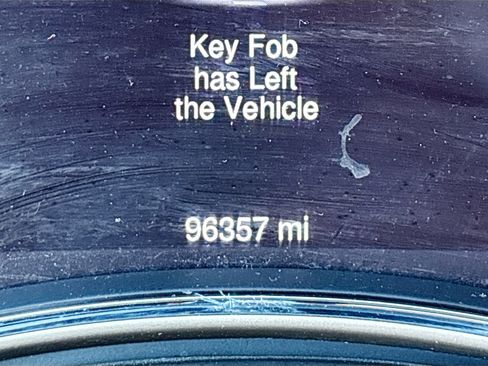 Key Fob
has Left
the Vehicle
96357 mi